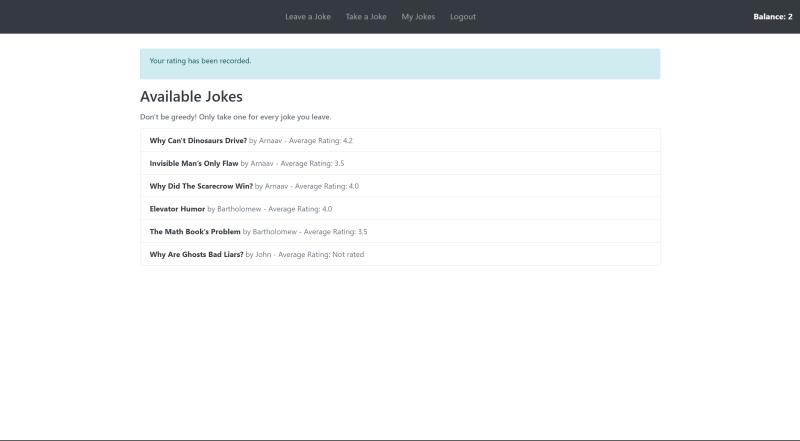 Leave a Joke Take a Joke My Jokes Logout Balance: 2
Your rating has been recorded.
Available Jokes
Don't be greedy! Only take one for every joke you leave.
Why Can't Dinosaurs Drive? by Arnaav - Average Rating: 4.2
Invisible Man's Only Flaw by Arnaav - Average Rating: 3.5
Why Did The Scarecrow Win? by Arnaav - Average Rating: 4.0
Elevator Humor by Bartholomew - Average Rating: 4.0
The Math Book's Problem by Bartholomew - Average Rating: 3.5
Why Are Ghosts Bad Liars? by John - Average Rating: Not rated